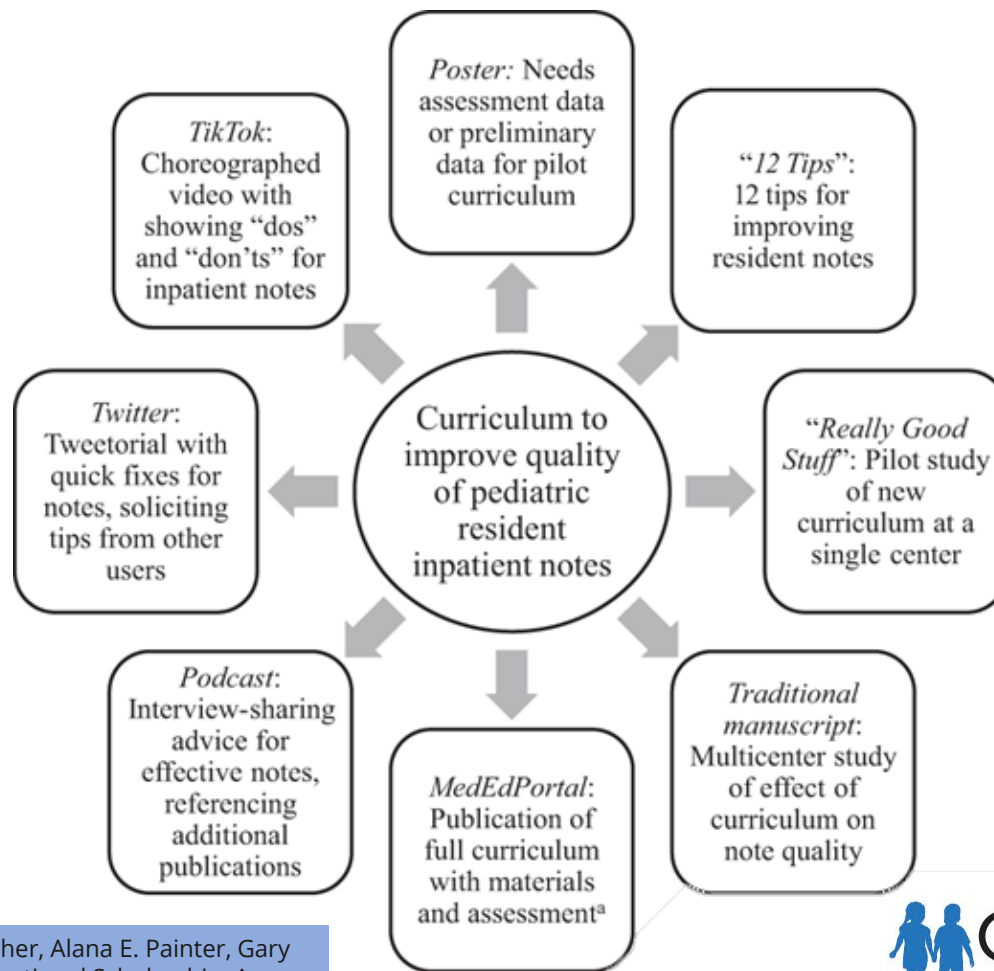 Poster: Needs
assessment data
or preliminary
data for pilot
curriculum
TikTok:
Choreographed
video with
showing “dos”
and “don’ts” for
inpatient notes
“12 Tips”:
12 tips for
improving
resident notes
Twitter:
Tweetorial with
quick fixes for
notes, soliciting
tips from other
users
Curriculum to
improve quality
of pediatric
resident
inpatient notes
“Really Good
Stuff”: Pilot study
of new
curriculum at a
single center
Podcast:
Interview-sharing
advice for
effective notes,
referencing
additional
publications
MedEdPortal:
Publication of
full curriculum
with materials
and assessmentᵃ
Traditional
manuscript:
Multicenter study
of effect of
curriculum on
note quality
her, Alana E. Painter, Gary